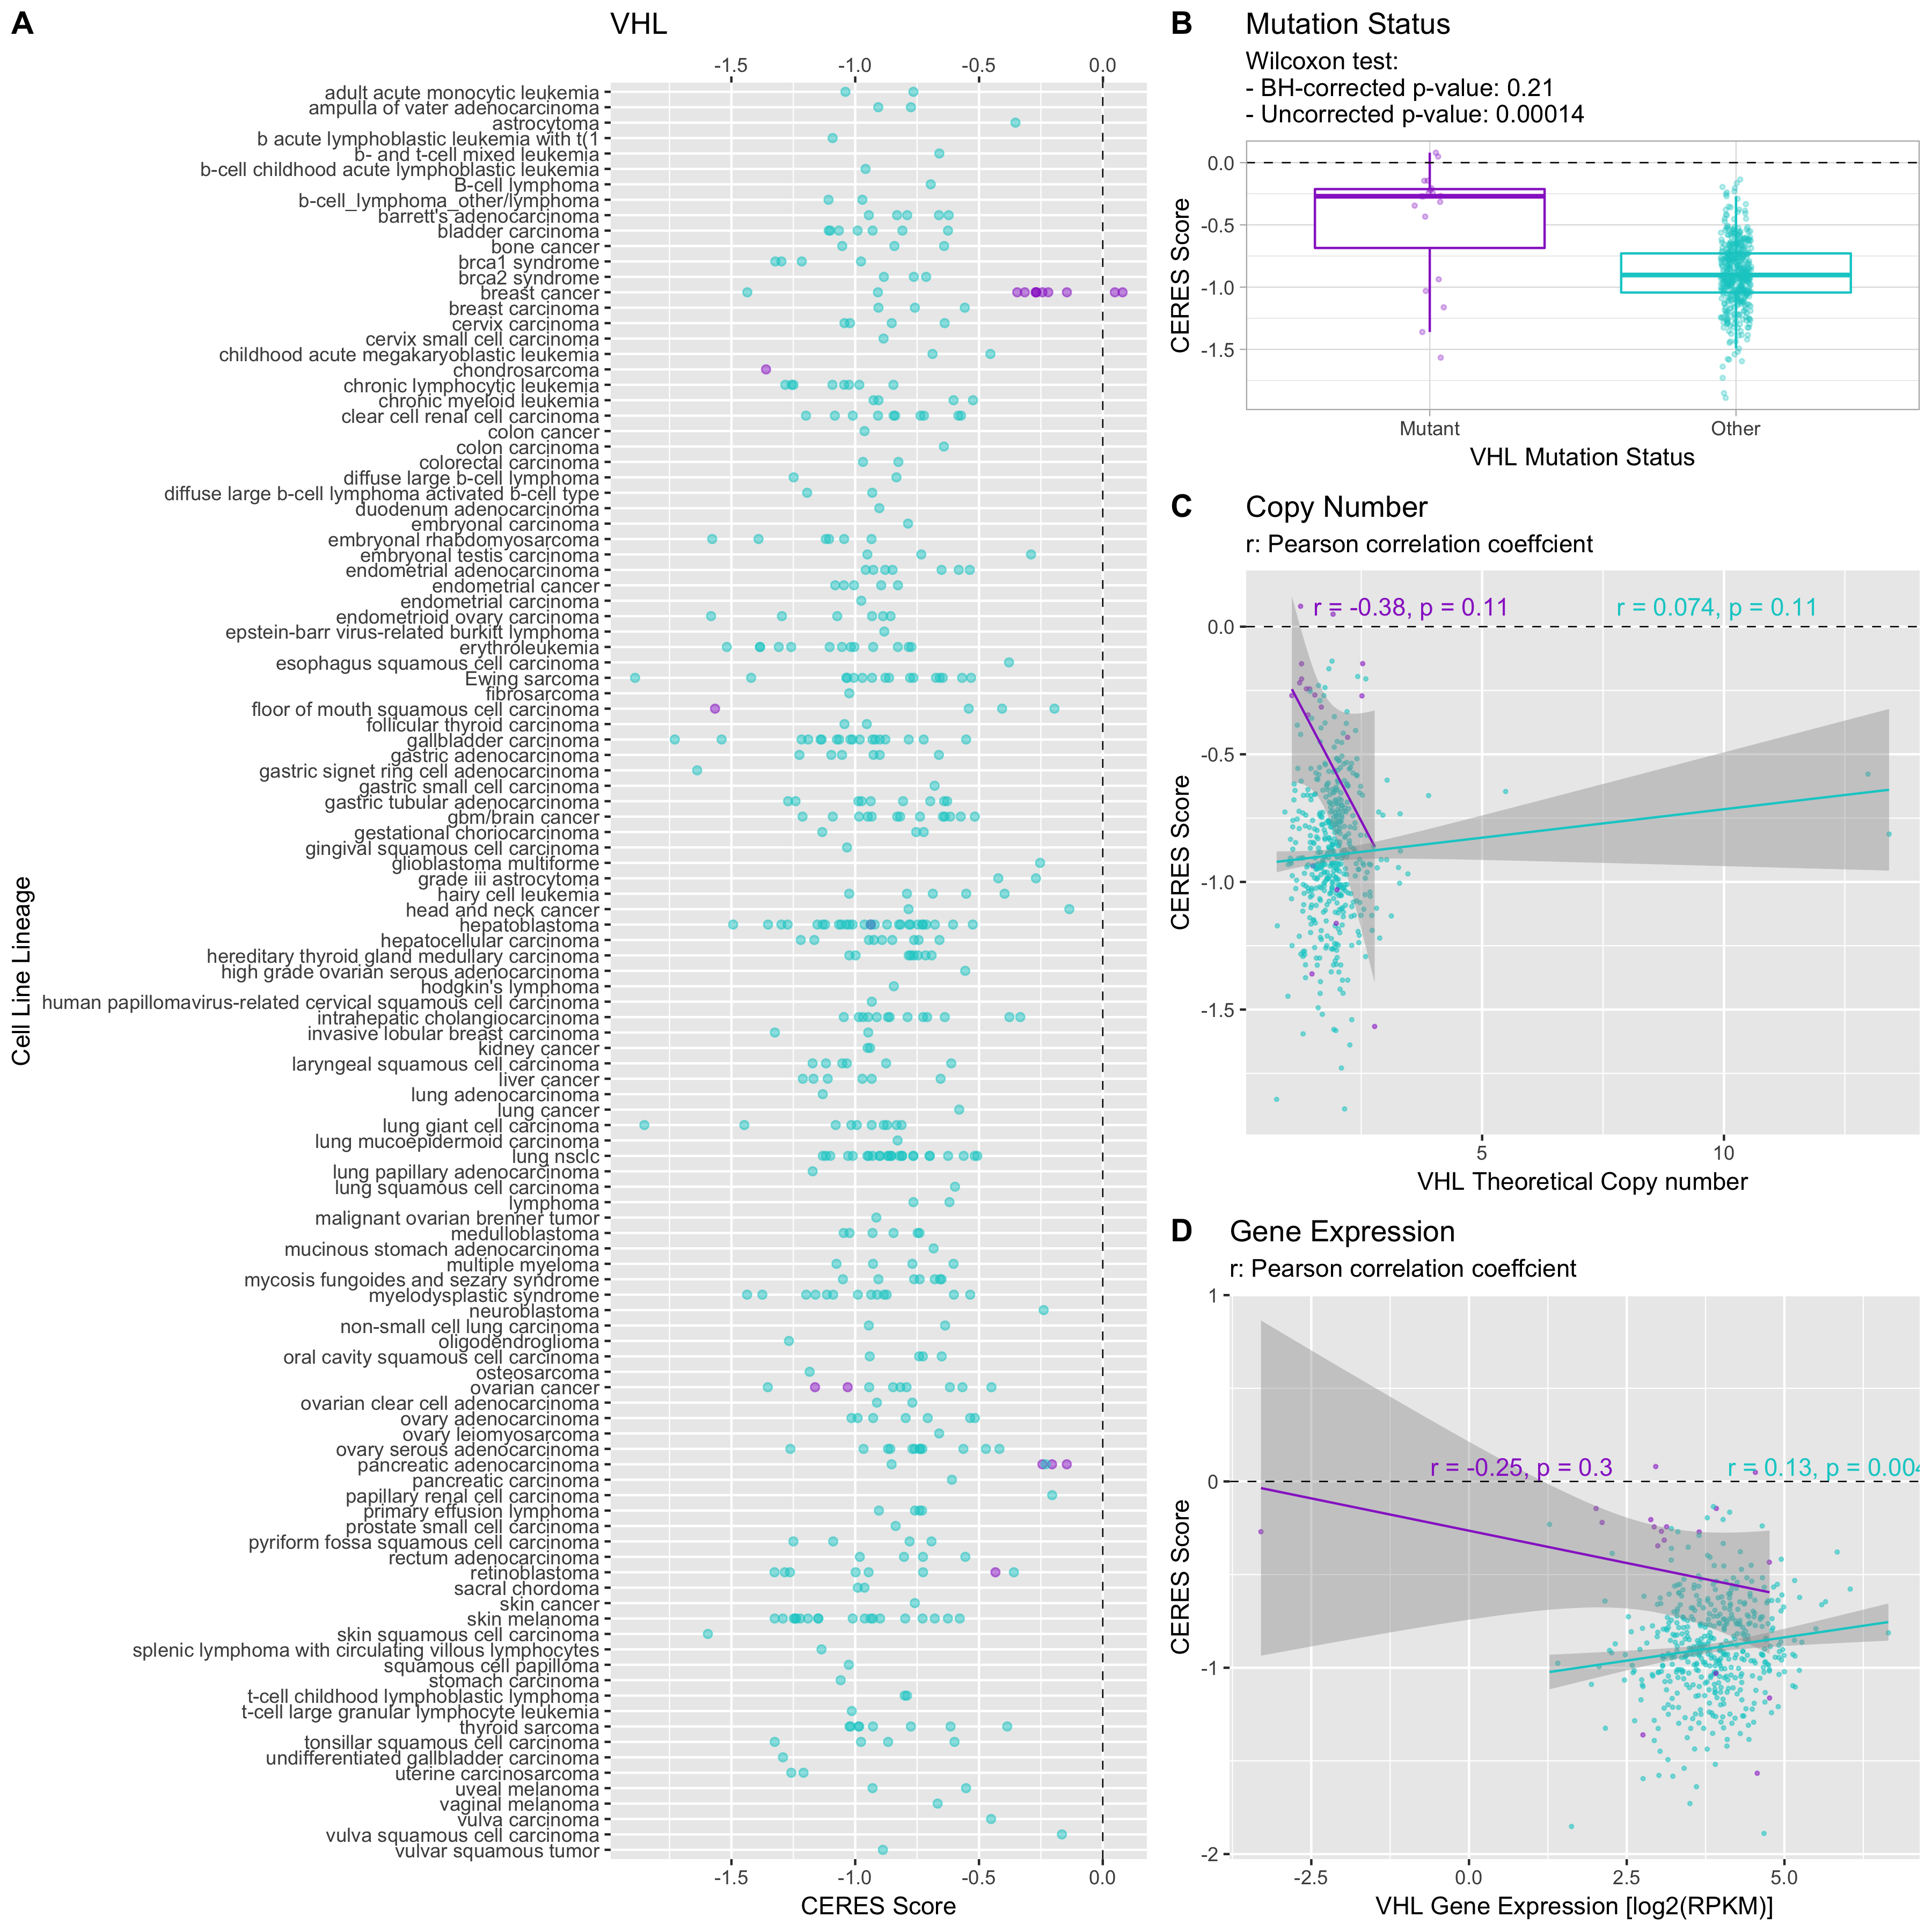 A
VHL
-1.5 -1.0 -0.5 0.0
adult acute monocytic leukemia
ampulla of vater adenocarcinoma
astrocytoma
b acute lymphoblastic leukemia with t(1
b- and t-cell mixed leukemia
b-cell childhood acute lymphoblastic leukemia
B-cell lymphoma
b-cell_lymphoma_other/lymphoma
barrett's adenocarcinoma
bladder carcinoma
bone cancer
brca1 syndrome
brca2 syndrome
breast cancer
breast carcinoma
cervix carcinoma
cervix small cell carcinoma
childhood acute megakaryoblastic leukemia
chondrosarcoma
chronic lymphocytic leukemia
chronic myeloid leukemia
clear cell renal cell carcinoma
colon cancer
colon carcinoma
colorectal carcinoma
diffuse large b-cell lymphoma
diffuse large b-cell lymphoma activated b-cell type
duodenum adenocarcinoma
embryonal carcinoma
embryonal rhabdomyosarcoma
embryonal testis carcinoma
endometrial adenocarcinoma
endometrial cancer
endometrial carcinoma
endometrioid ovary carcinoma
epstein-barr virus-related burkitt lymphoma
erythroleukemia
esophagus squamous cell carcinoma
Ewing sarcoma
fibrosarcoma
floor of mouth squamous cell carcinoma
follicular thyroid carcinoma
gallbladder carcinoma
gastric adenocarcinoma
gastric signet ring cell adenocarcinoma
gastric small cell carcinoma
gastric tubular adenocarcinoma
gbm/brain cancer
gestational choriocarcinoma
gingival squamous cell carcinoma
glioblastoma multiforme
grade iii astrocytoma
hairy cell leukemia
head and neck cancer
hepatoblastoma
hepatocellular carcinoma
hereditary thyroid gland medullary carcinoma
high grade ovarian serous adenocarcinoma
hodgkin's lymphoma
human papillomavirus-related cervical squamous cell carcinoma
intrahepatic cholangiocarcinoma
invasive lobular breast carcinoma
kidney cancer
laryngeal squamous cell carcinoma
liver cancer
lung adenocarcinoma
lung cancer
lung giant cell carcinoma
lung mucoepidermoid carcinoma
lung nsclc
lung papillary adenocarcinoma
lung squamous cell carcinoma
lymphoma
malignant ovarian brenner tumor
medulloblastoma
mucinous stomach adenocarcinoma
multiple myeloma
mycosis fungoides and sezary syndrome
myelodysplastic syndrome
neuroblastoma
non-small cell lung carcinoma
oligodendroglioma
oral cavity squamous cell carcinoma
osteosarcoma
ovarian cancer
ovarian clear cell adenocarcinoma
ovary adenocarcinoma
ovary leiomyosarcoma
ovary serous adenocarcinoma
pancreatic adenocarcinoma
pancreatic carcinoma
papillary renal cell carcinoma
primary effusion lymphoma
prostate small cell carcinoma
pyriform fossa squamous cell carcinoma
rectum adenocarcinoma
retinoblastoma
sacral chordoma
skin cancer
skin melanoma
skin squamous cell carcinoma
splenic lymphoma with circulating villous lymphocytes
squamous cell papilloma
stomach carcinoma
t-cell childhood lymphoblastic lymphoma
t-cell large granular lymphocyte leukemia
thyroid sarcoma
tonsillar squamous cell carcinoma
undifferentiated gallbladder carcinoma
uterine carcinosarcoma
uveal melanoma
vaginal melanoma
vulva carcinoma
vulva squamous cell carcinoma
vulvar squamous tumor
-1.5 -1.0 -0.5 0.0
CERES Score
Cell Line Lineage
B
Mutation Status
Wilcoxon test:
- BH-corrected p-value: 0.21
- Uncorrected p-value: 0.00014
0.0
-0.5
-1.0
-1.5
CERES Score
Mutant Other
VHL Mutation Status
C
Copy Number
r: Pearson correlation coeffcient
r = -0.38, p = 0.11 r = 0.074, p = 0.11
0.0
-0.5
-1.0
-1.5
CERES Score
5 10
VHL Theoretical Copy number
D
Gene Expression
r: Pearson correlation coeffcient
1
r = -0.25, p = 0.3 r = 0.13, p = 0.004
0
-1
-2
CERES Score
-2.5 0.0 2.5 5.0
VHL Gene Expression [log2(RPKM)]